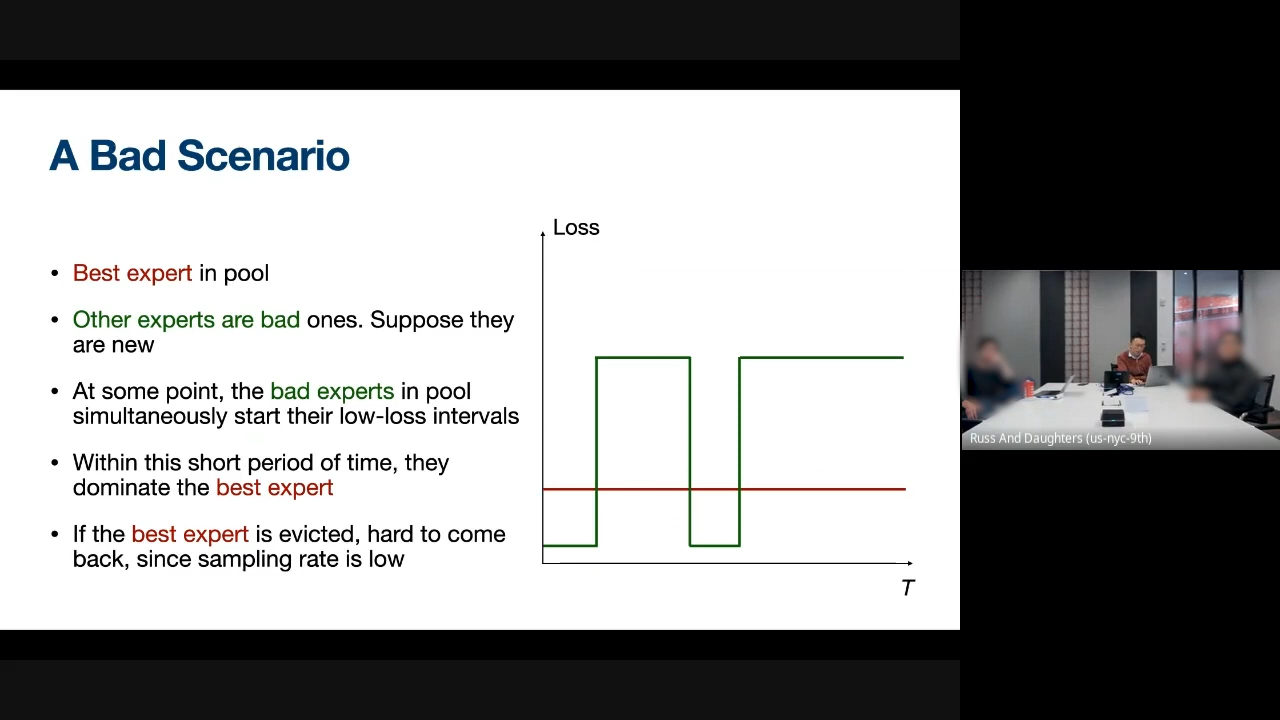 A Bad Scenario
• Best expert in pool
• Other experts are bad ones. Suppose they
are new
• At some point, the bad experts in pool
simultaneously start their low-loss intervals
• Within this short period of time, they
dominate the best expert
• If the best expert is evicted, hard to come
back, since sampling rate is low
Loss
T
Russ And Daughters (us-nyc-9th)